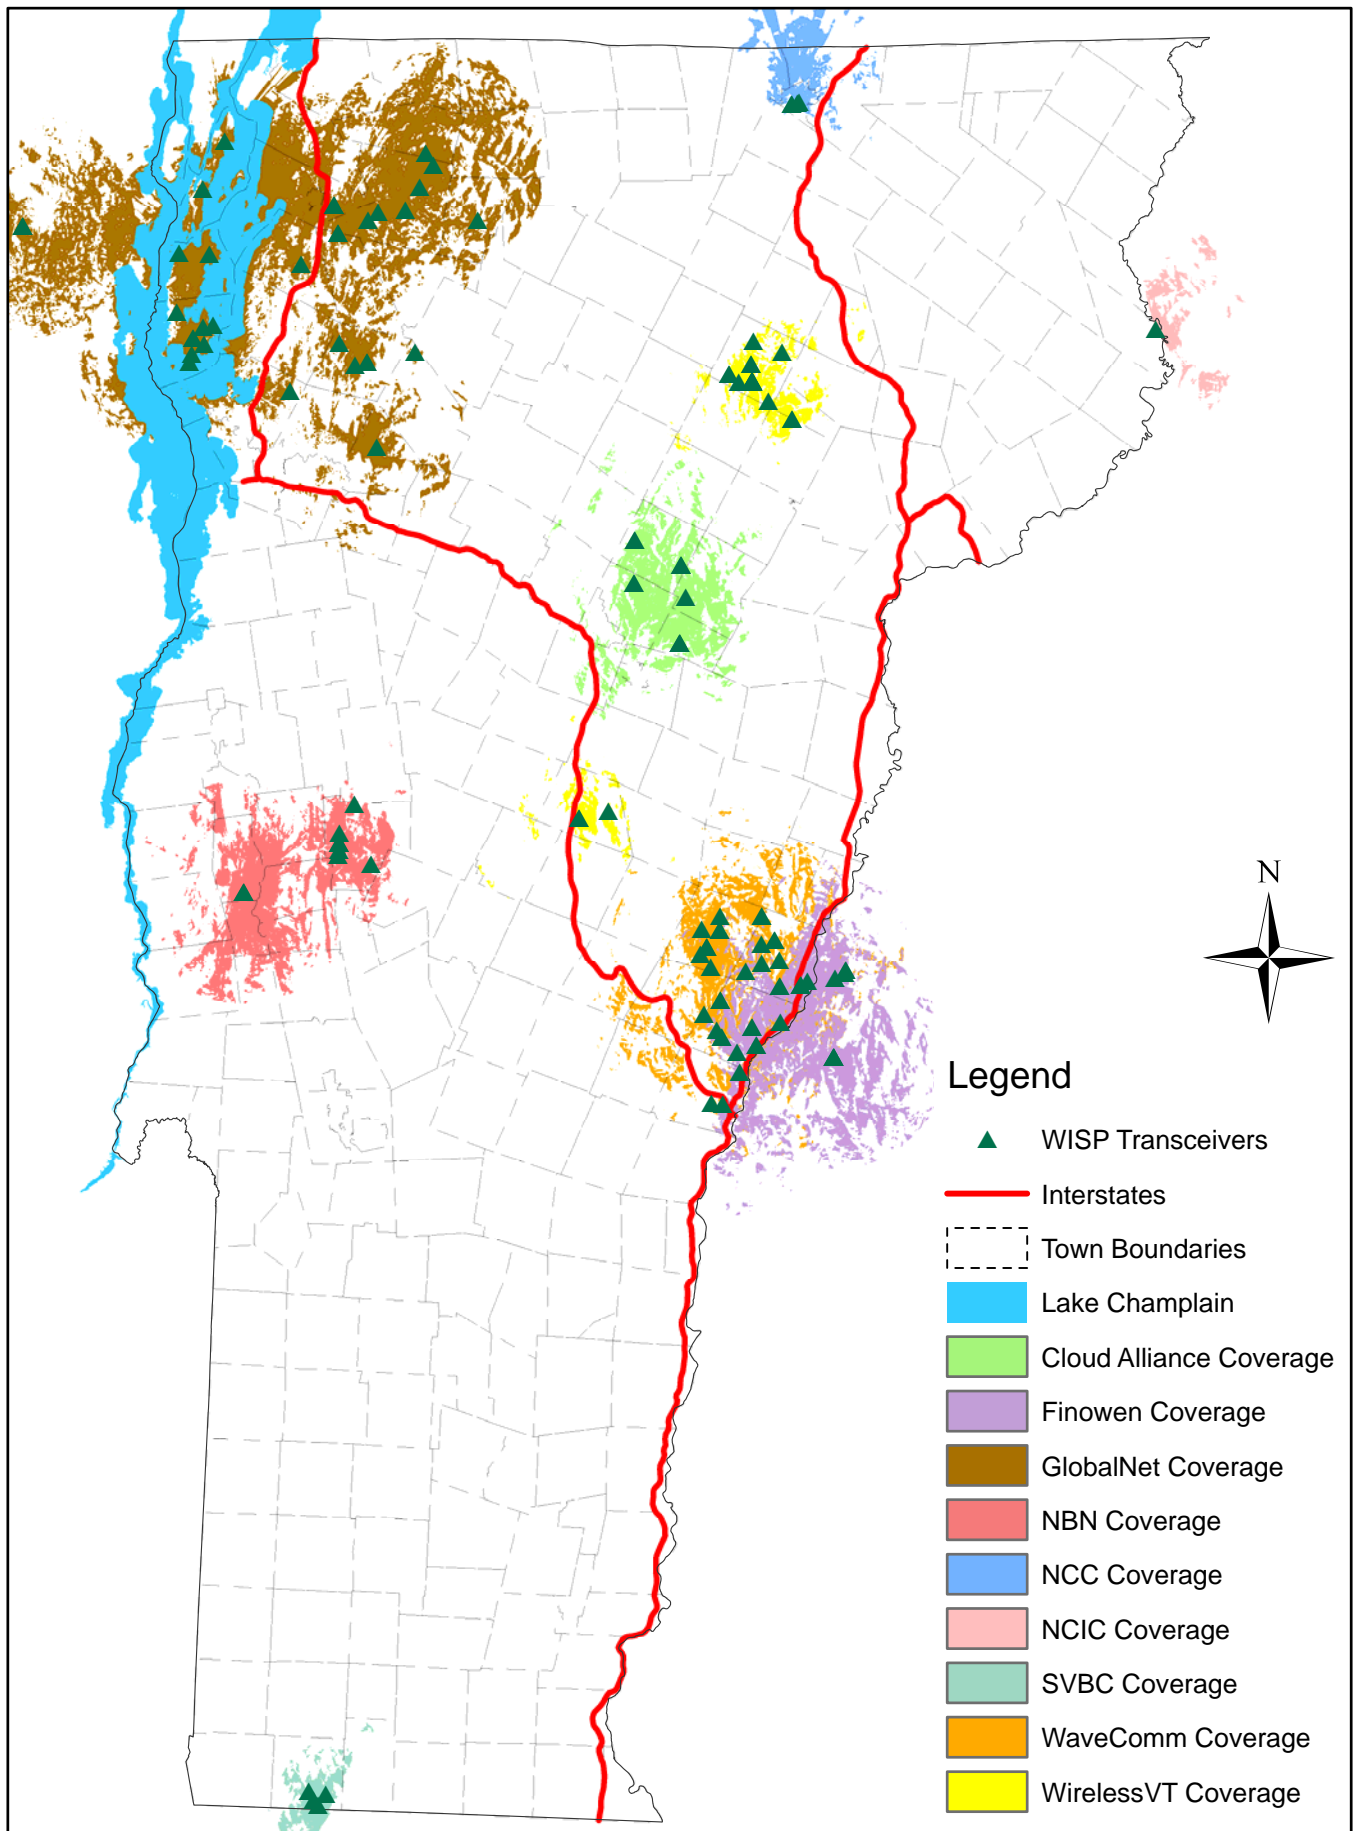 N
Legend
WISP Transceivers
Interstates
Town Boundaries
Lake Champlain
Cloud Alliance Coverage
Finowen Coverage
GlobalNet Coverage
NBN Coverage
NCC Coverage
NCIC Coverage
SVBC Coverage
WaveComm Coverage
WirelessVT Coverage